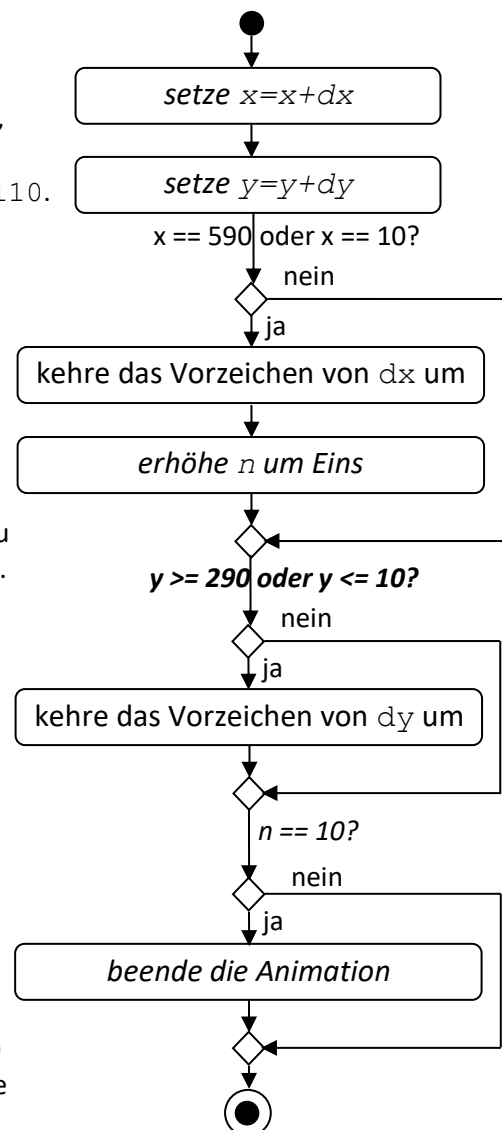 setze x=x+dx
,
setze y=y+dy
i10.
x == 590 oder x == 10?
nein
ja
kehre das Vorzeichen von dx um
erhöhe n um Eins
u
.
y >= 290 oder y <= 10?
nein
ja
kehre das Vorzeichen von dy um
n == 10?
nein
ja
beende die Animation
e